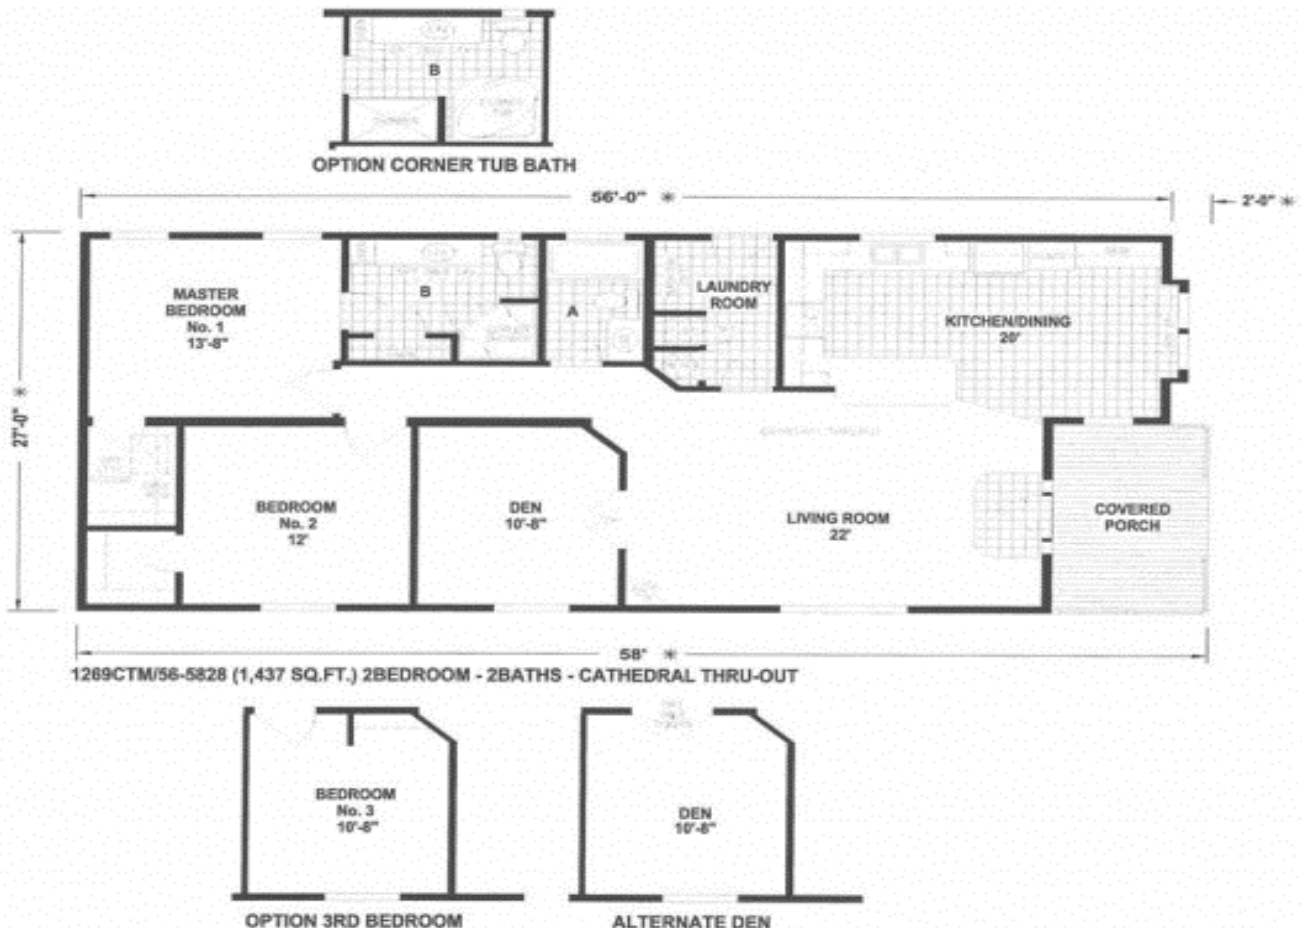 B
OPTION CORNER TUB BATH
56'-0" *
2'-0" *
27'-0" *
MASTER
BEDROOM
No. 1
13'-8"
B
A
LAUNDRY
ROOM
KITCHEN/DINING
20'
BEDROOM
No. 2
12'
DEN
10'-8"
LIVING ROOM
22'
COVERED
PORCH
58' *
1269CTM/56-5828 (1,437 SQ.FT.) 2BEDROOM - 2BATHS - CATHEDRAL THRU-OUT
BEDROOM
No. 3
10'-8"
OPTION 3RD BEDROOM
DEN
10'-8"
ALTERNATE DEN